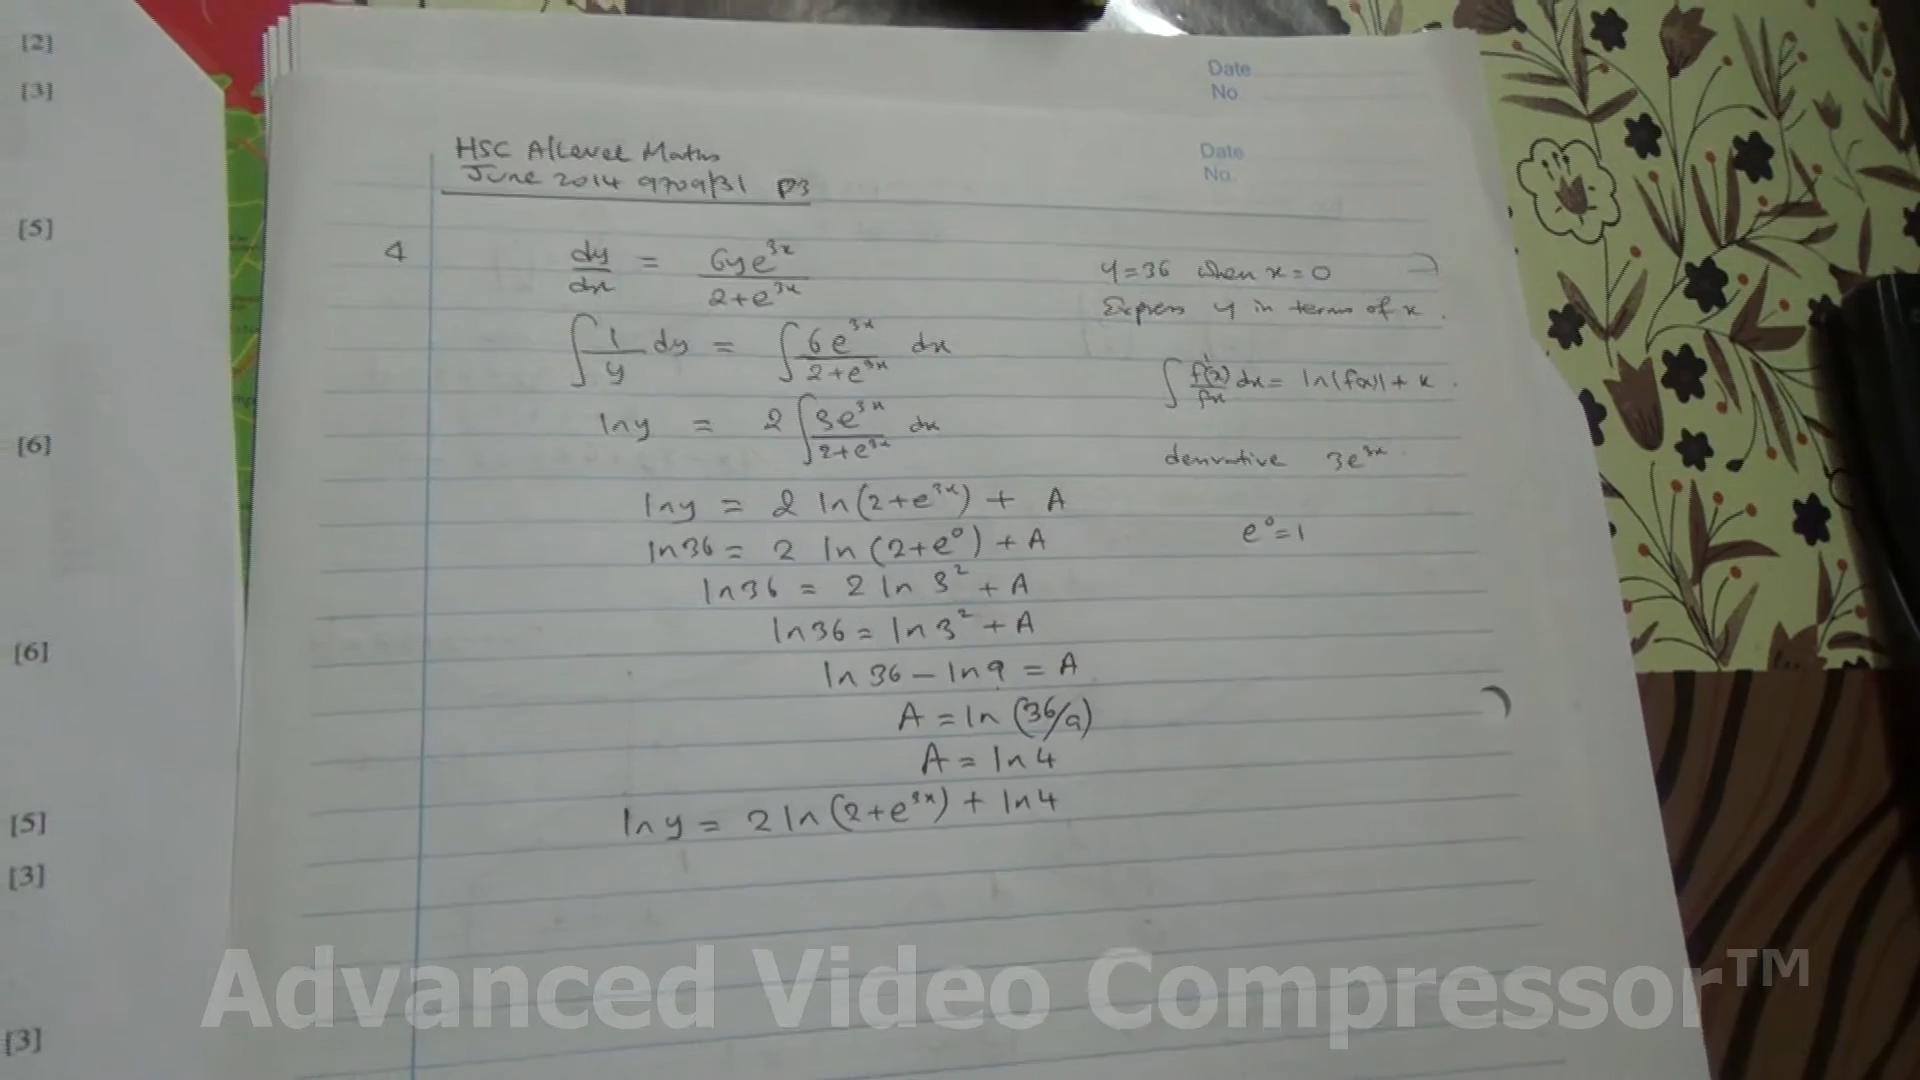 [2]
[3]
[5]
[6]
[6]
[5]
[3]
[3]
Date
No
Date
No.
HSC A/Level Maths
June 2014 9709/31 P3
4
dy/dx = 6ye^3x / 2+e^3x
y=36 when x=0
Express y in terms of x.
∫ 1/y dy = ∫ 6e^3x / 2+e^3x dx
∫ f'(x)/fx dx = ln|f(x)| + k.
ln y = 2 ∫ 3e^3x / 2+e^3x dx
derivative 3e^3x
ln y = 2 ln(2+e^3x) + A
ln 36 = 2 ln (2+e^0) + A
e^0=1
ln 36 = 2 ln 3^2 + A
ln 36 = ln 3^2 + A
ln 36 – ln 9 = A
A = ln (36/9)
A = ln 4
ln y = 2 ln (2+e^3x) + ln 4
Advanced Video Compressor™